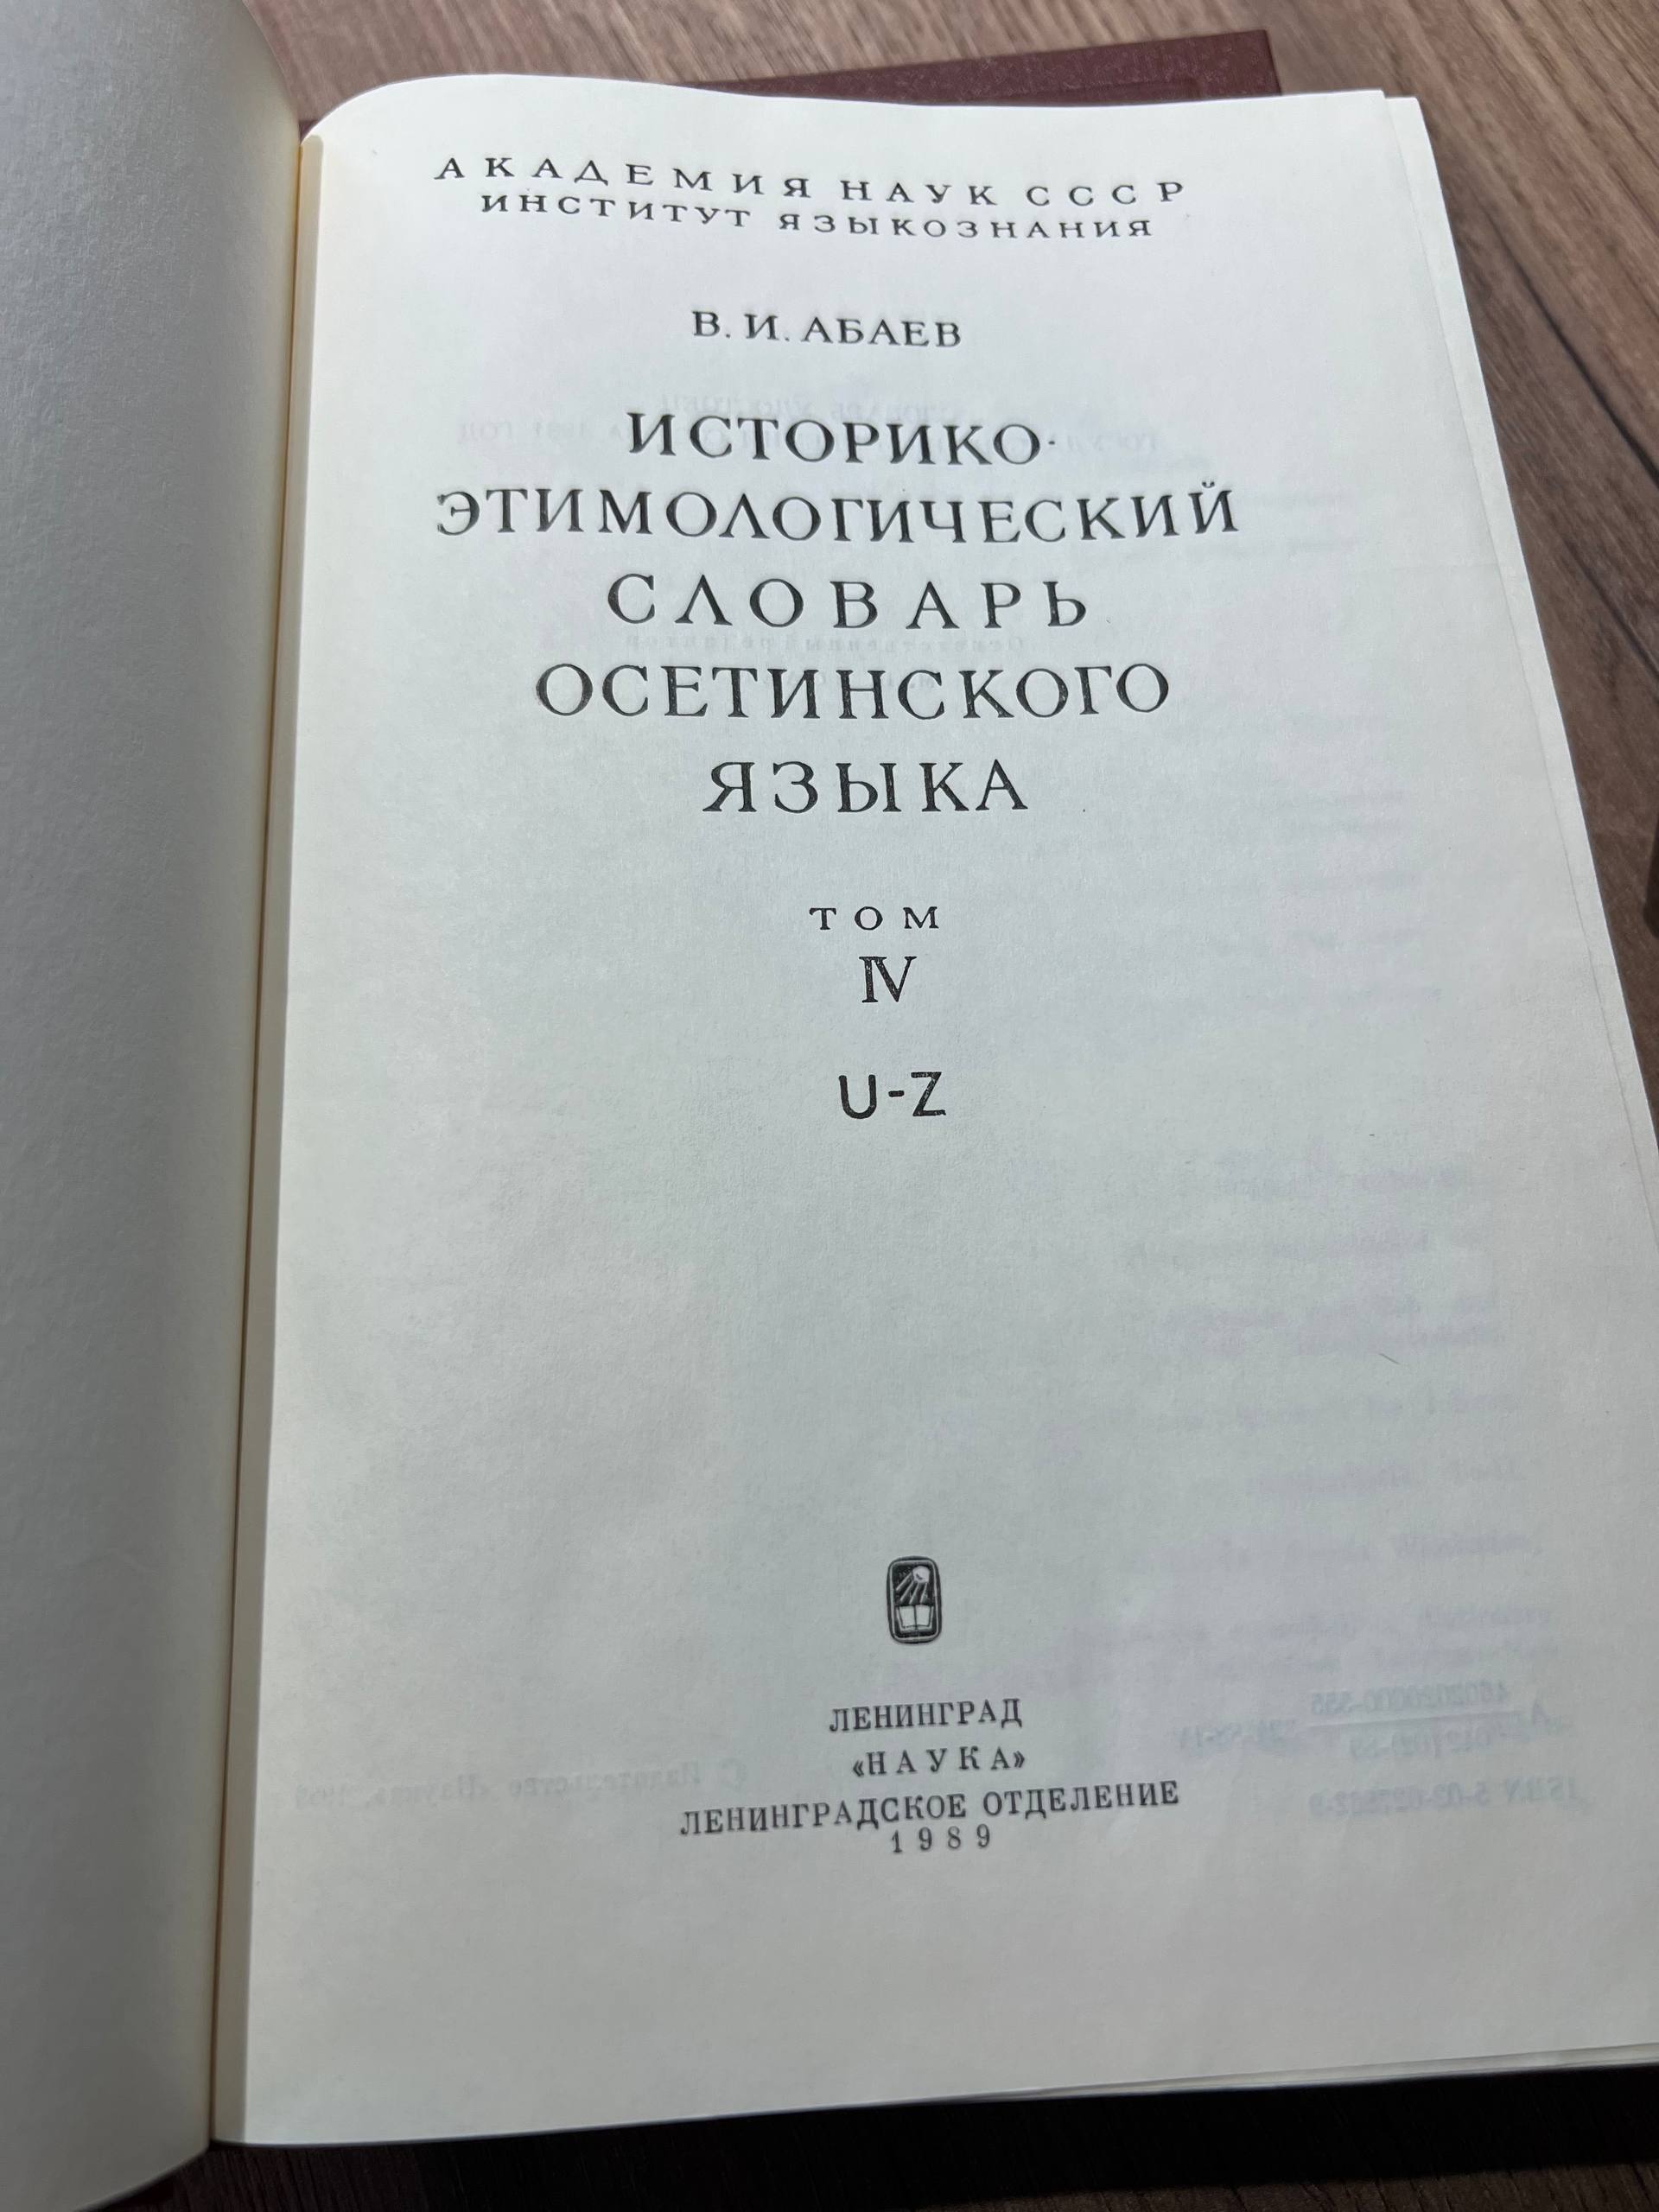 АКАДЕМИЯ НАУК СССР
ИНСТИТУТ ЯЗЫКОЗНАНИЯ
В. И. АБАЕВ
ИСТОРИКО-
ЭТИМОЛОГИЧЕСКИЙ
СЛОВАРЬ
ОСЕТИНСКОГО
ЯЗЫКА
ТОМ
IV
U-Z
ЛЕНИНГРАД
«НАУКА»
ЛЕНИНГРАДСКОЕ ОТДЕЛЕНИЕ
1989